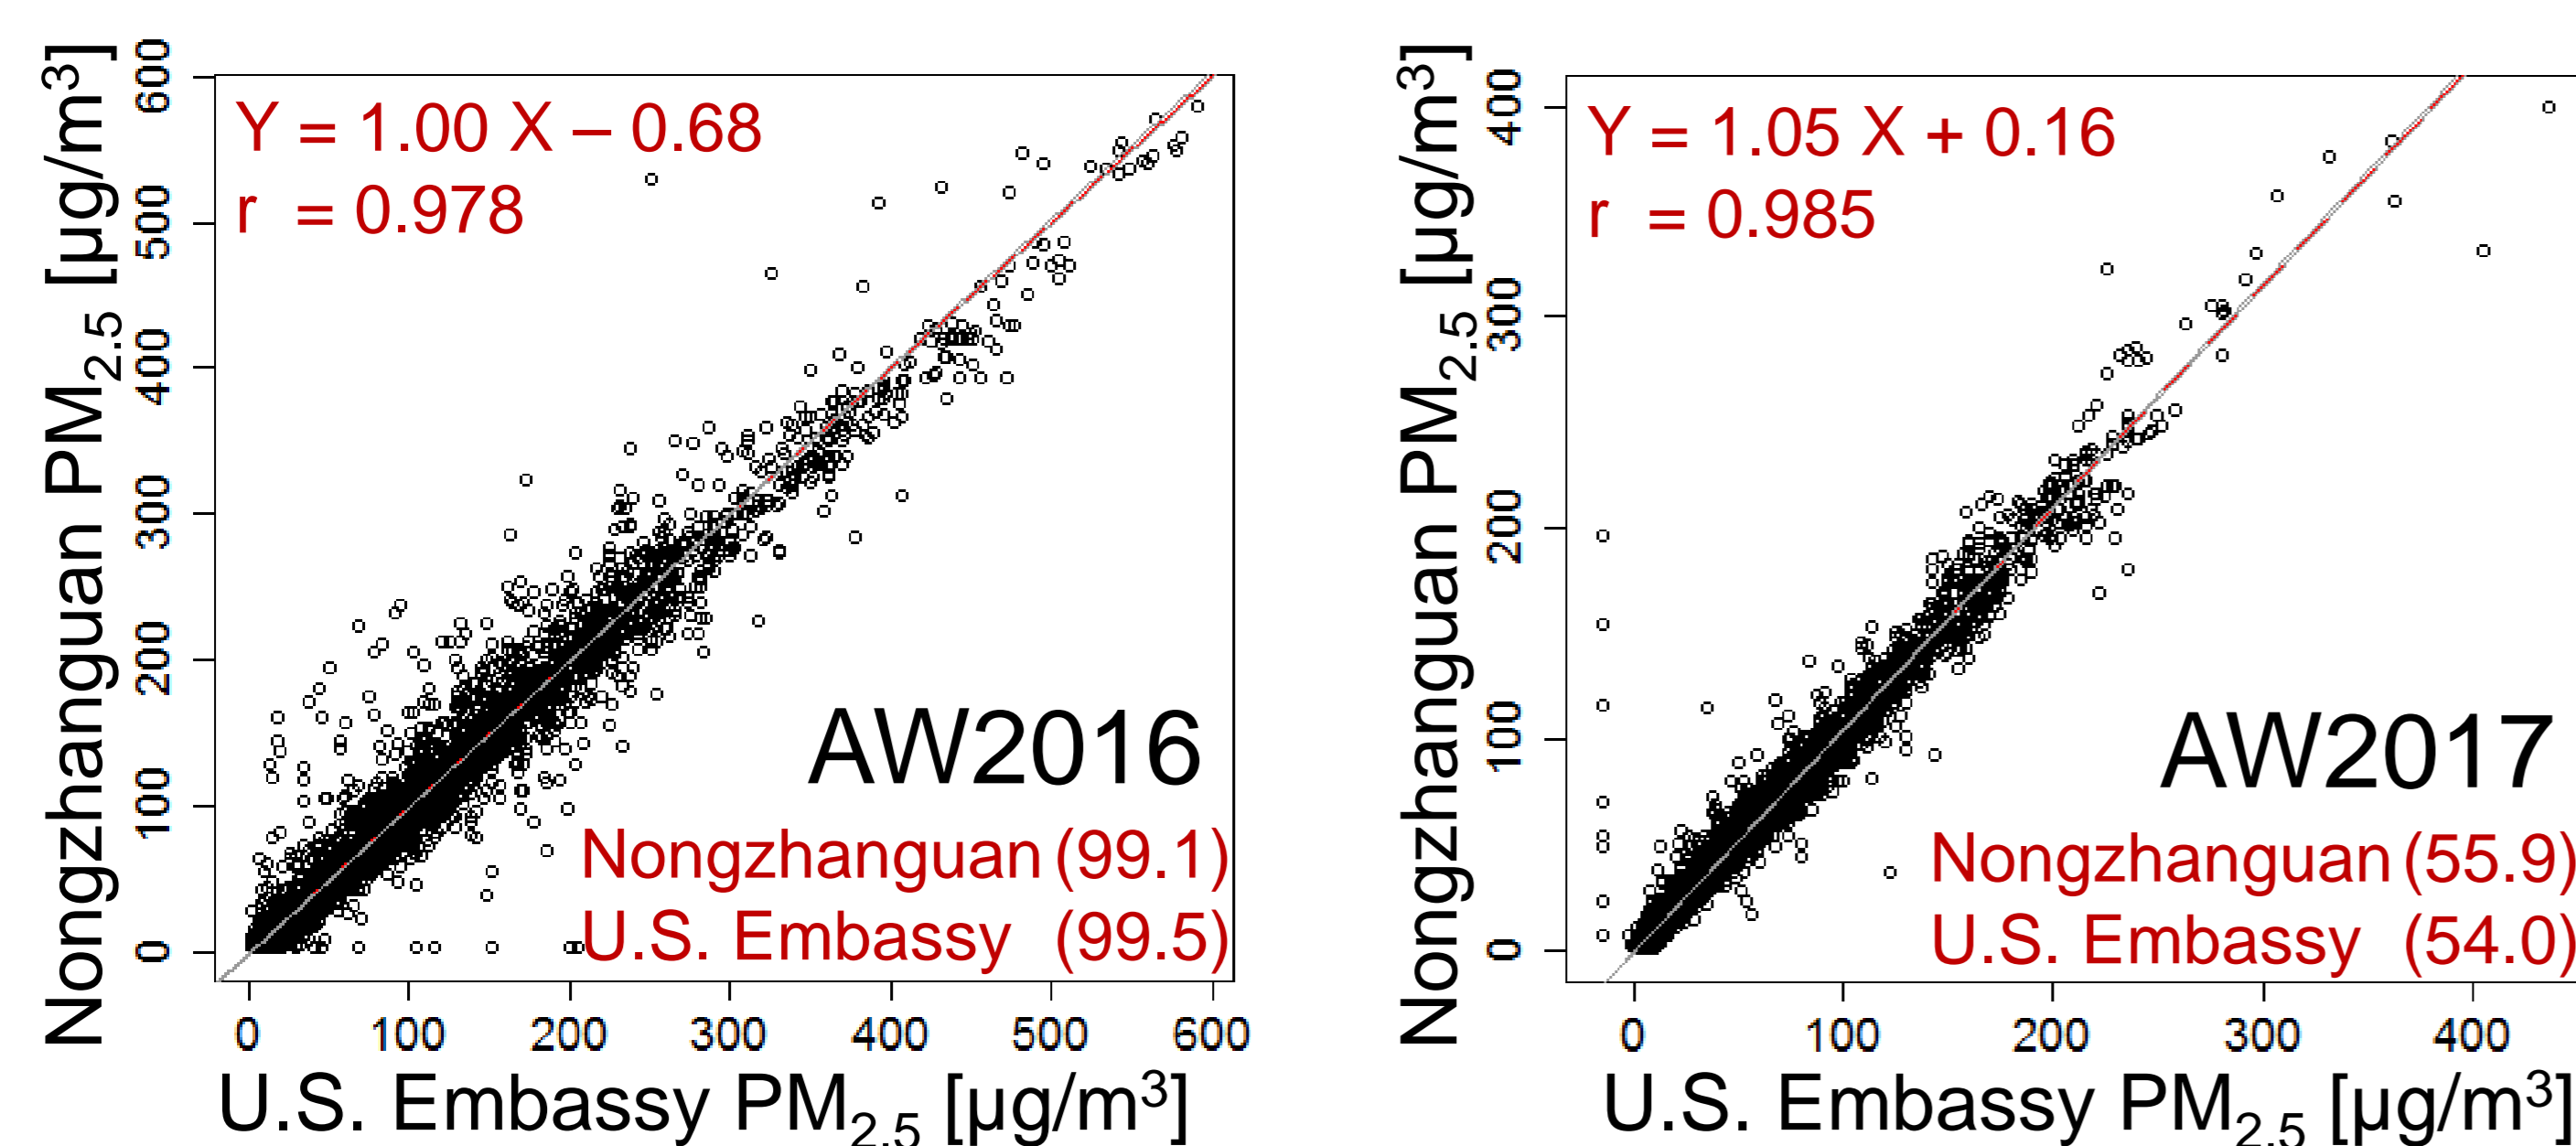 Nongzhanguan PM2.5 [µg/m3]
600
500
400
300
200
100
0
Y = 1.00 X – 0.68
r = 0.978
AW2016
Nongzhanguan (99.1)
U.S. Embassy (99.5)
0 100 200 300 400 500 600
U.S. Embassy PM2.5 [µg/m3]
Nongzhanguan PM2.5 [µg/m3]
400
300
200
100
0
Y = 1.05 X + 0.16
r = 0.985
AW2017
Nongzhanguan (55.9)
U.S. Embassy (54.0)
0 100 200 300 400
U.S. Embassy PM2.5 [µg/m3]